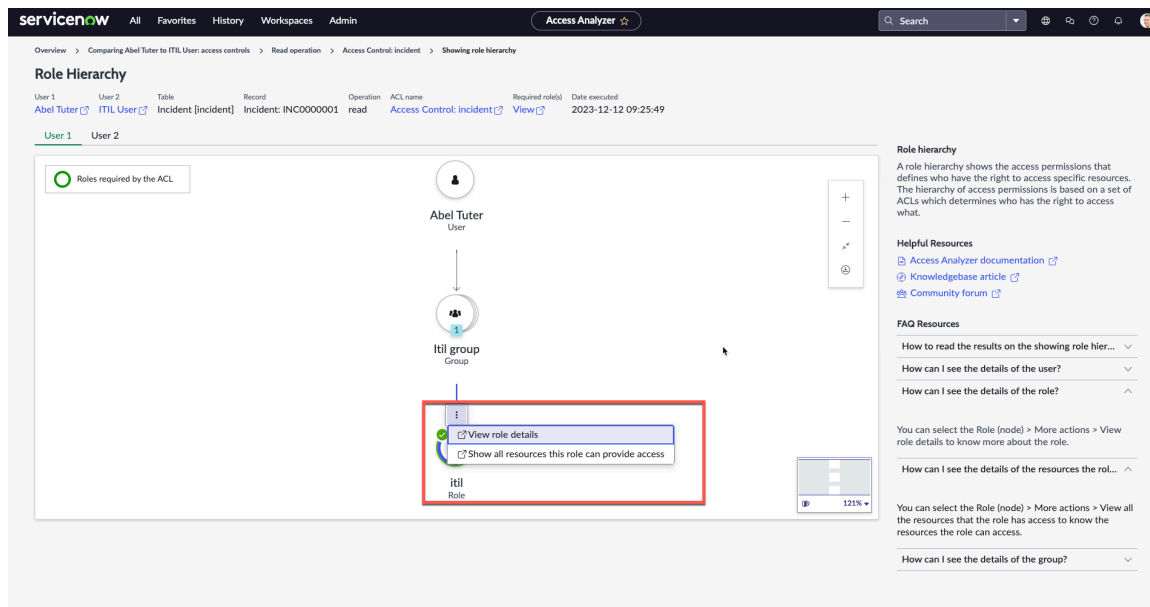 servicenow All Favorites History Workspaces Admin Access Analyzer Search
Overview > Comparing Abel Tuter to ITIL User: access controls > Read operation > Access Control: incident > Showing role hierarchy
Role Hierarchy
User 1 User 2 Table Record Operation ACL name Required role(s) Date executed
Abel Tuter ITIL User Incident [incident] Incident: INC0000001 read Access Control: incident View 2023-12-12 09:25:49
User 1 User 2
Roles required by the ACL
Abel Tuter
User
1
Itil group
Group
View role details
Show all resources this role can provide access
itil
Role
121%
Role hierarchy
A role hierarchy shows the access permissions that
defines who have the right to access specific resources.
The hierarchy of access permissions is based on a set of
ACLs which determines who has the right to access
what.
Helpful Resources
Access Analyzer documentation
Knowledgebase article
Community forum
FAQ Resources
How to read the results on the showing role hier...
How can I see the details of the user?
How can I see the details of the role?
You can select the Role (node) > More actions > View
role details to know more about the role.
How can I see the details of the resources the rol...
You can select the Role (node) > More actions > View all
the resources that the role has access to know the
resources the role can access.
How can I see the details of the group?